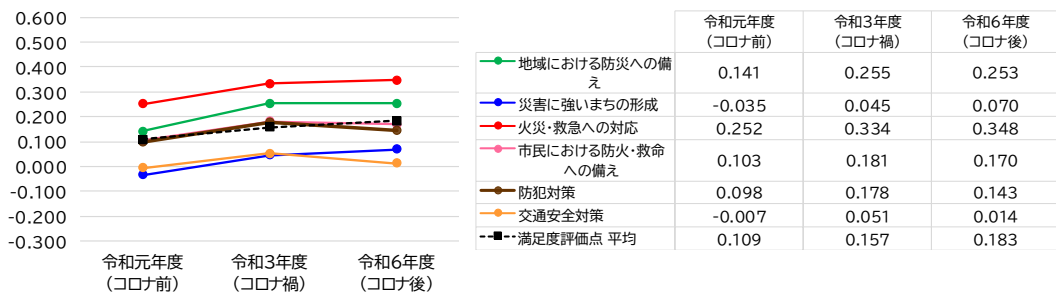 0.600
0.500
0.400
0.300
0.200
0.100
0.000
-0.100
-0.200
-0.300
令和元年度 令和3年度 令和6年度
（コロナ前） （コロナ禍） （コロナ後）
令和元年度 令和3年度 令和6年度
（コロナ前） （コロナ禍） （コロナ後）
地域における防災への備
え
0.141 0.255 0.253
災害に強いまちの形成 -0.035 0.045 0.070
火災・救急への対応 0.252 0.334 0.348
市民における防火・救命
への備え
0.103 0.181 0.170
防犯対策 0.098 0.178 0.143
交通安全対策 -0.007 0.051 0.014
満足度評価点 平均 0.109 0.157 0.183